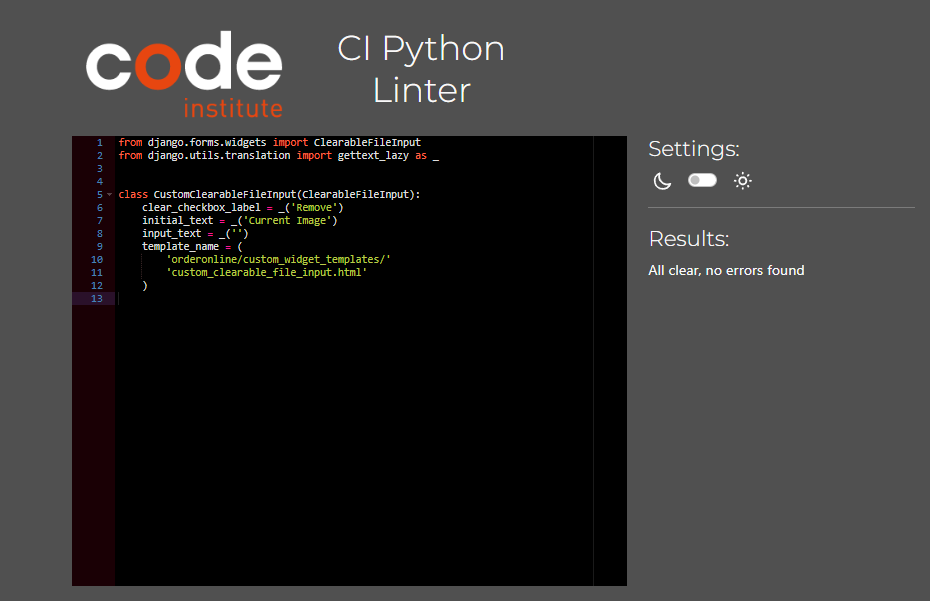 code
institute
CI Python
Linter
1 from django.forms.widgets import ClearableFileInput
2 from django.utils.translation import gettext_lazy as _
3
4
5 class CustomClearableFileInput(ClearableFileInput):
6     clear_checkbox_label = _('Remove')
7     initial_text = _('Current Image')
8     input_text = _('')
9     template_name = (
10         'orderonline/custom_widget_templates/'
11         'custom_clearable_file_input.html'
12     )
13
Settings:
Results:
All clear, no errors found